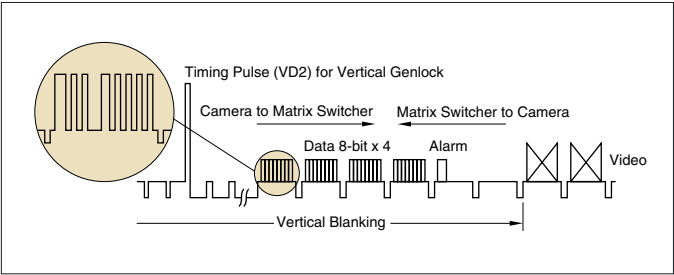 Timing Pulse (VD2) for Vertical Genlock
Camera to Matrix Switcher
Matrix Switcher to Camera
Data 8-bit x 4
Alarm
Video
Vertical Blanking